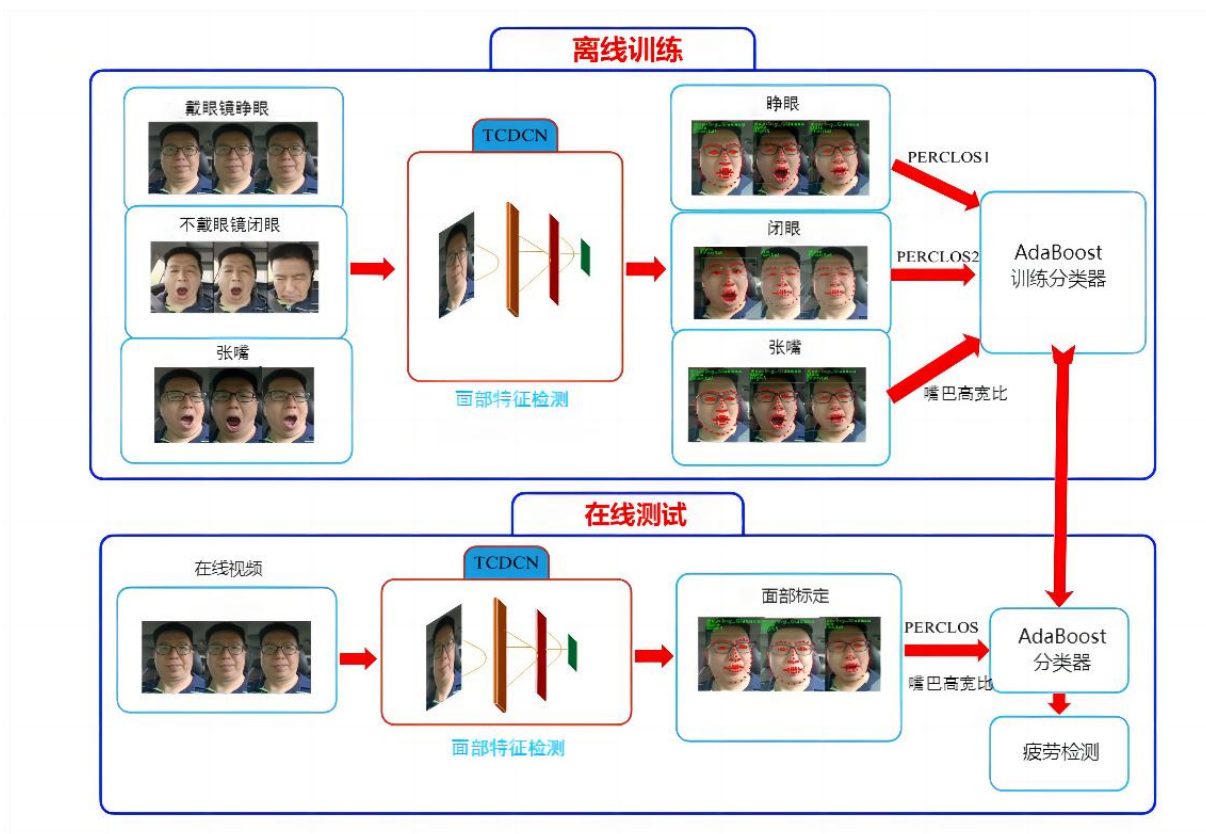 离线训练
戴眼镜睁眼
TCDCN
睁眼
PERCLOS1
不戴眼镜闭眼
闭眼
PERCLOS2
AdaBoost
训练分类器
张嘴
张嘴
面部特征检测
嘴巴高宽比
在线测试
在线视频
TCDCN
面部标定
PERCLOS
AdaBoost
分类器
嘴巴高宽比
面部特征检测
疲劳检测